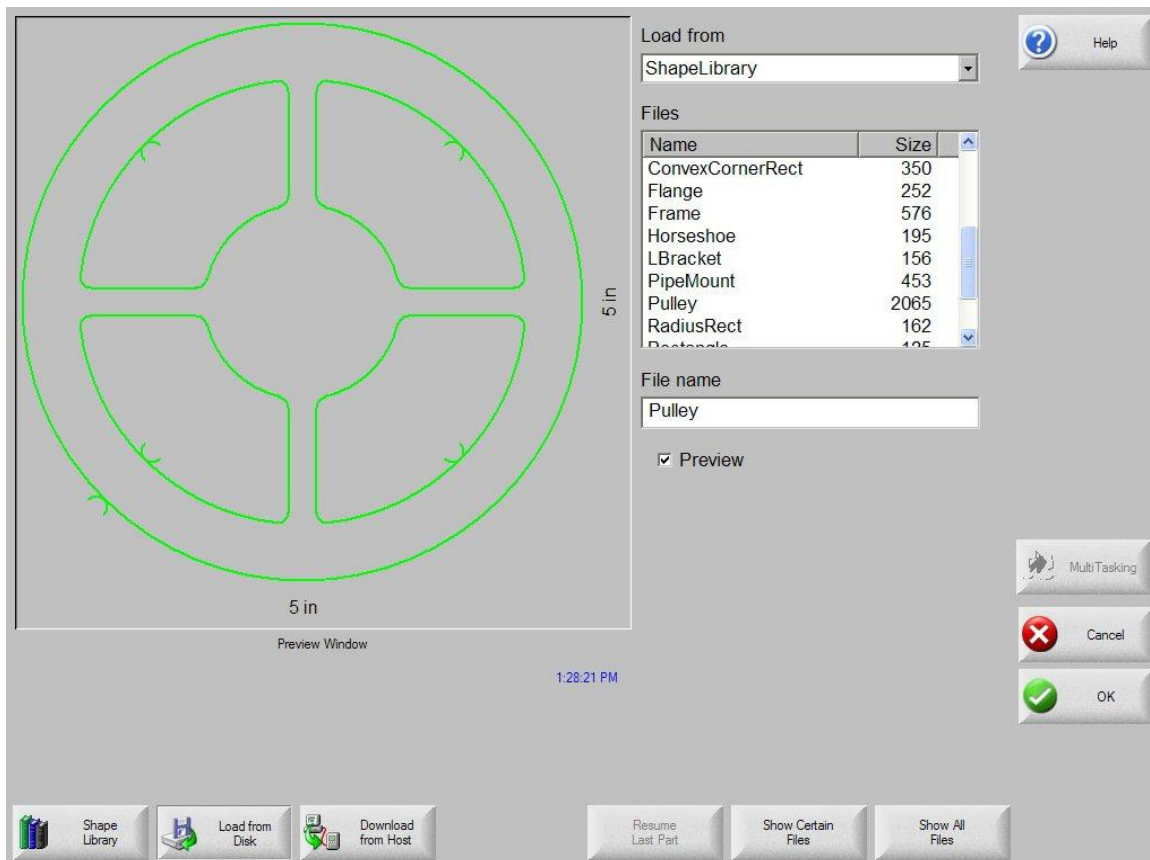 Load from
ShapeLibrary
Files
Name Size
ConvexCornerRect 350
Flange 252
Frame 576
Horseshoe 195
LBracket 156
PipeMount 453
Pulley 2065
RadiusRect 162
Rectangle 125
File name
Pulley
Preview
5 in
5 in
Preview Window
1:28:21 PM
Help
MultiTasking
Cancel
OK
Shape
Library
Load from
Disk
Download
from Host
Resume
Last Part
Show Certain
Files
Show All
Files